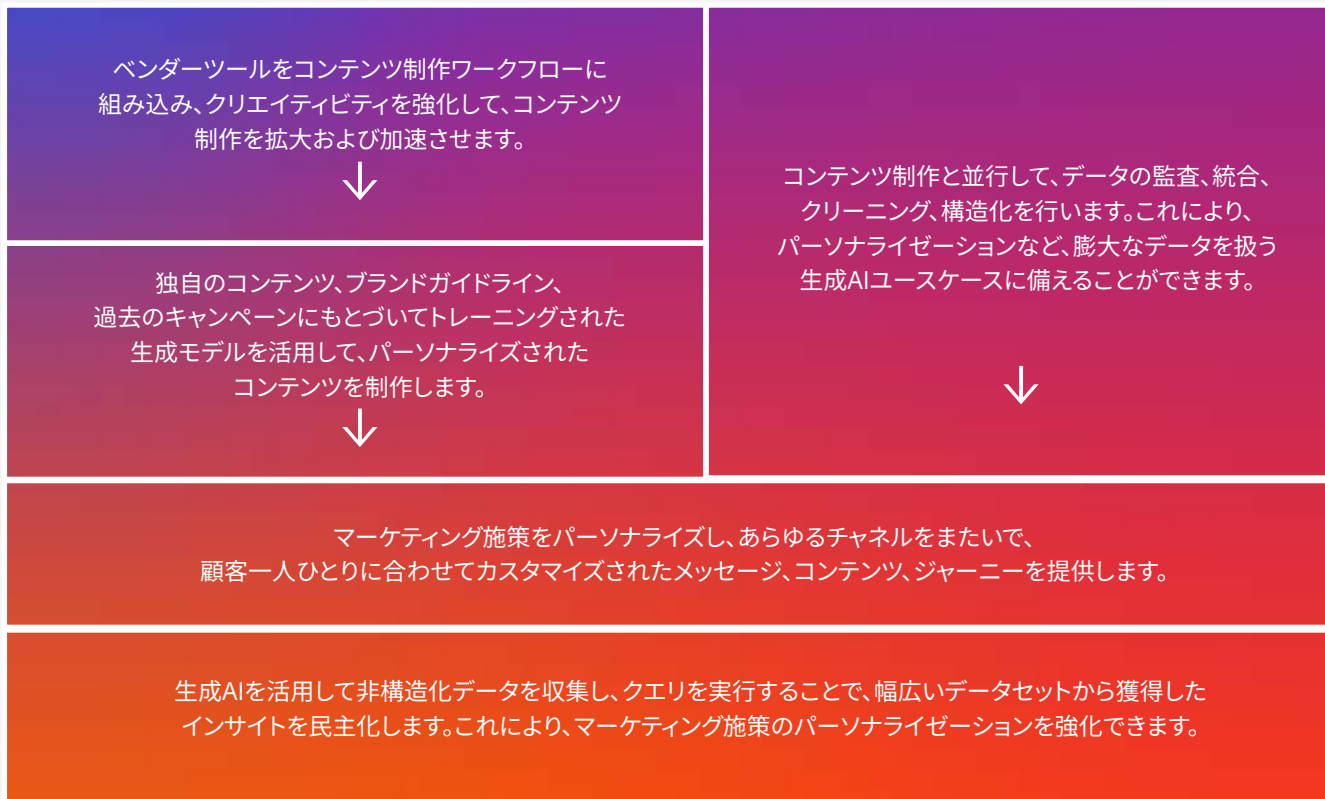 ベンダーツールをコンテンツ制作ワークフローに
組み込み、クリエイティビティを強化して、コンテンツ
制作を拡大および加速させます。
独自のコンテンツ、ブランドガイドライン、
過去のキャンペーンにもとづいてトレーニングされた
生成モデルを活用して、パーソナライズされた
コンテンツを制作します。
コンテンツ制作と並行して、データの監査、統合、
クリーニング、構造化を行います。これにより、
パーソナライゼーションなど、膨大なデータを扱う
生成AIユースケースに備えることができます。
マーケティング施策をパーソナライズし、あらゆるチャネルをまたいで、
顧客一人ひとりに合わせてカスタマイズされたメッセージ、コンテンツ、ジャーニーを提供します。
生成AIを活用して非構造化データを収集し、クエリを実行することで、幅広いデータセットから獲得した
インサイトを民主化します。これにより、マーケティング施策のパーソナライゼーションを強化できます。